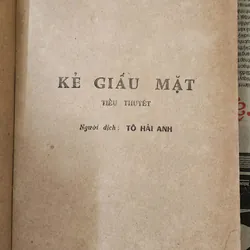 KẺ GIẤU MẶT
TIỂU THUYẾT
Người dịch: TÔ HẢI ANH